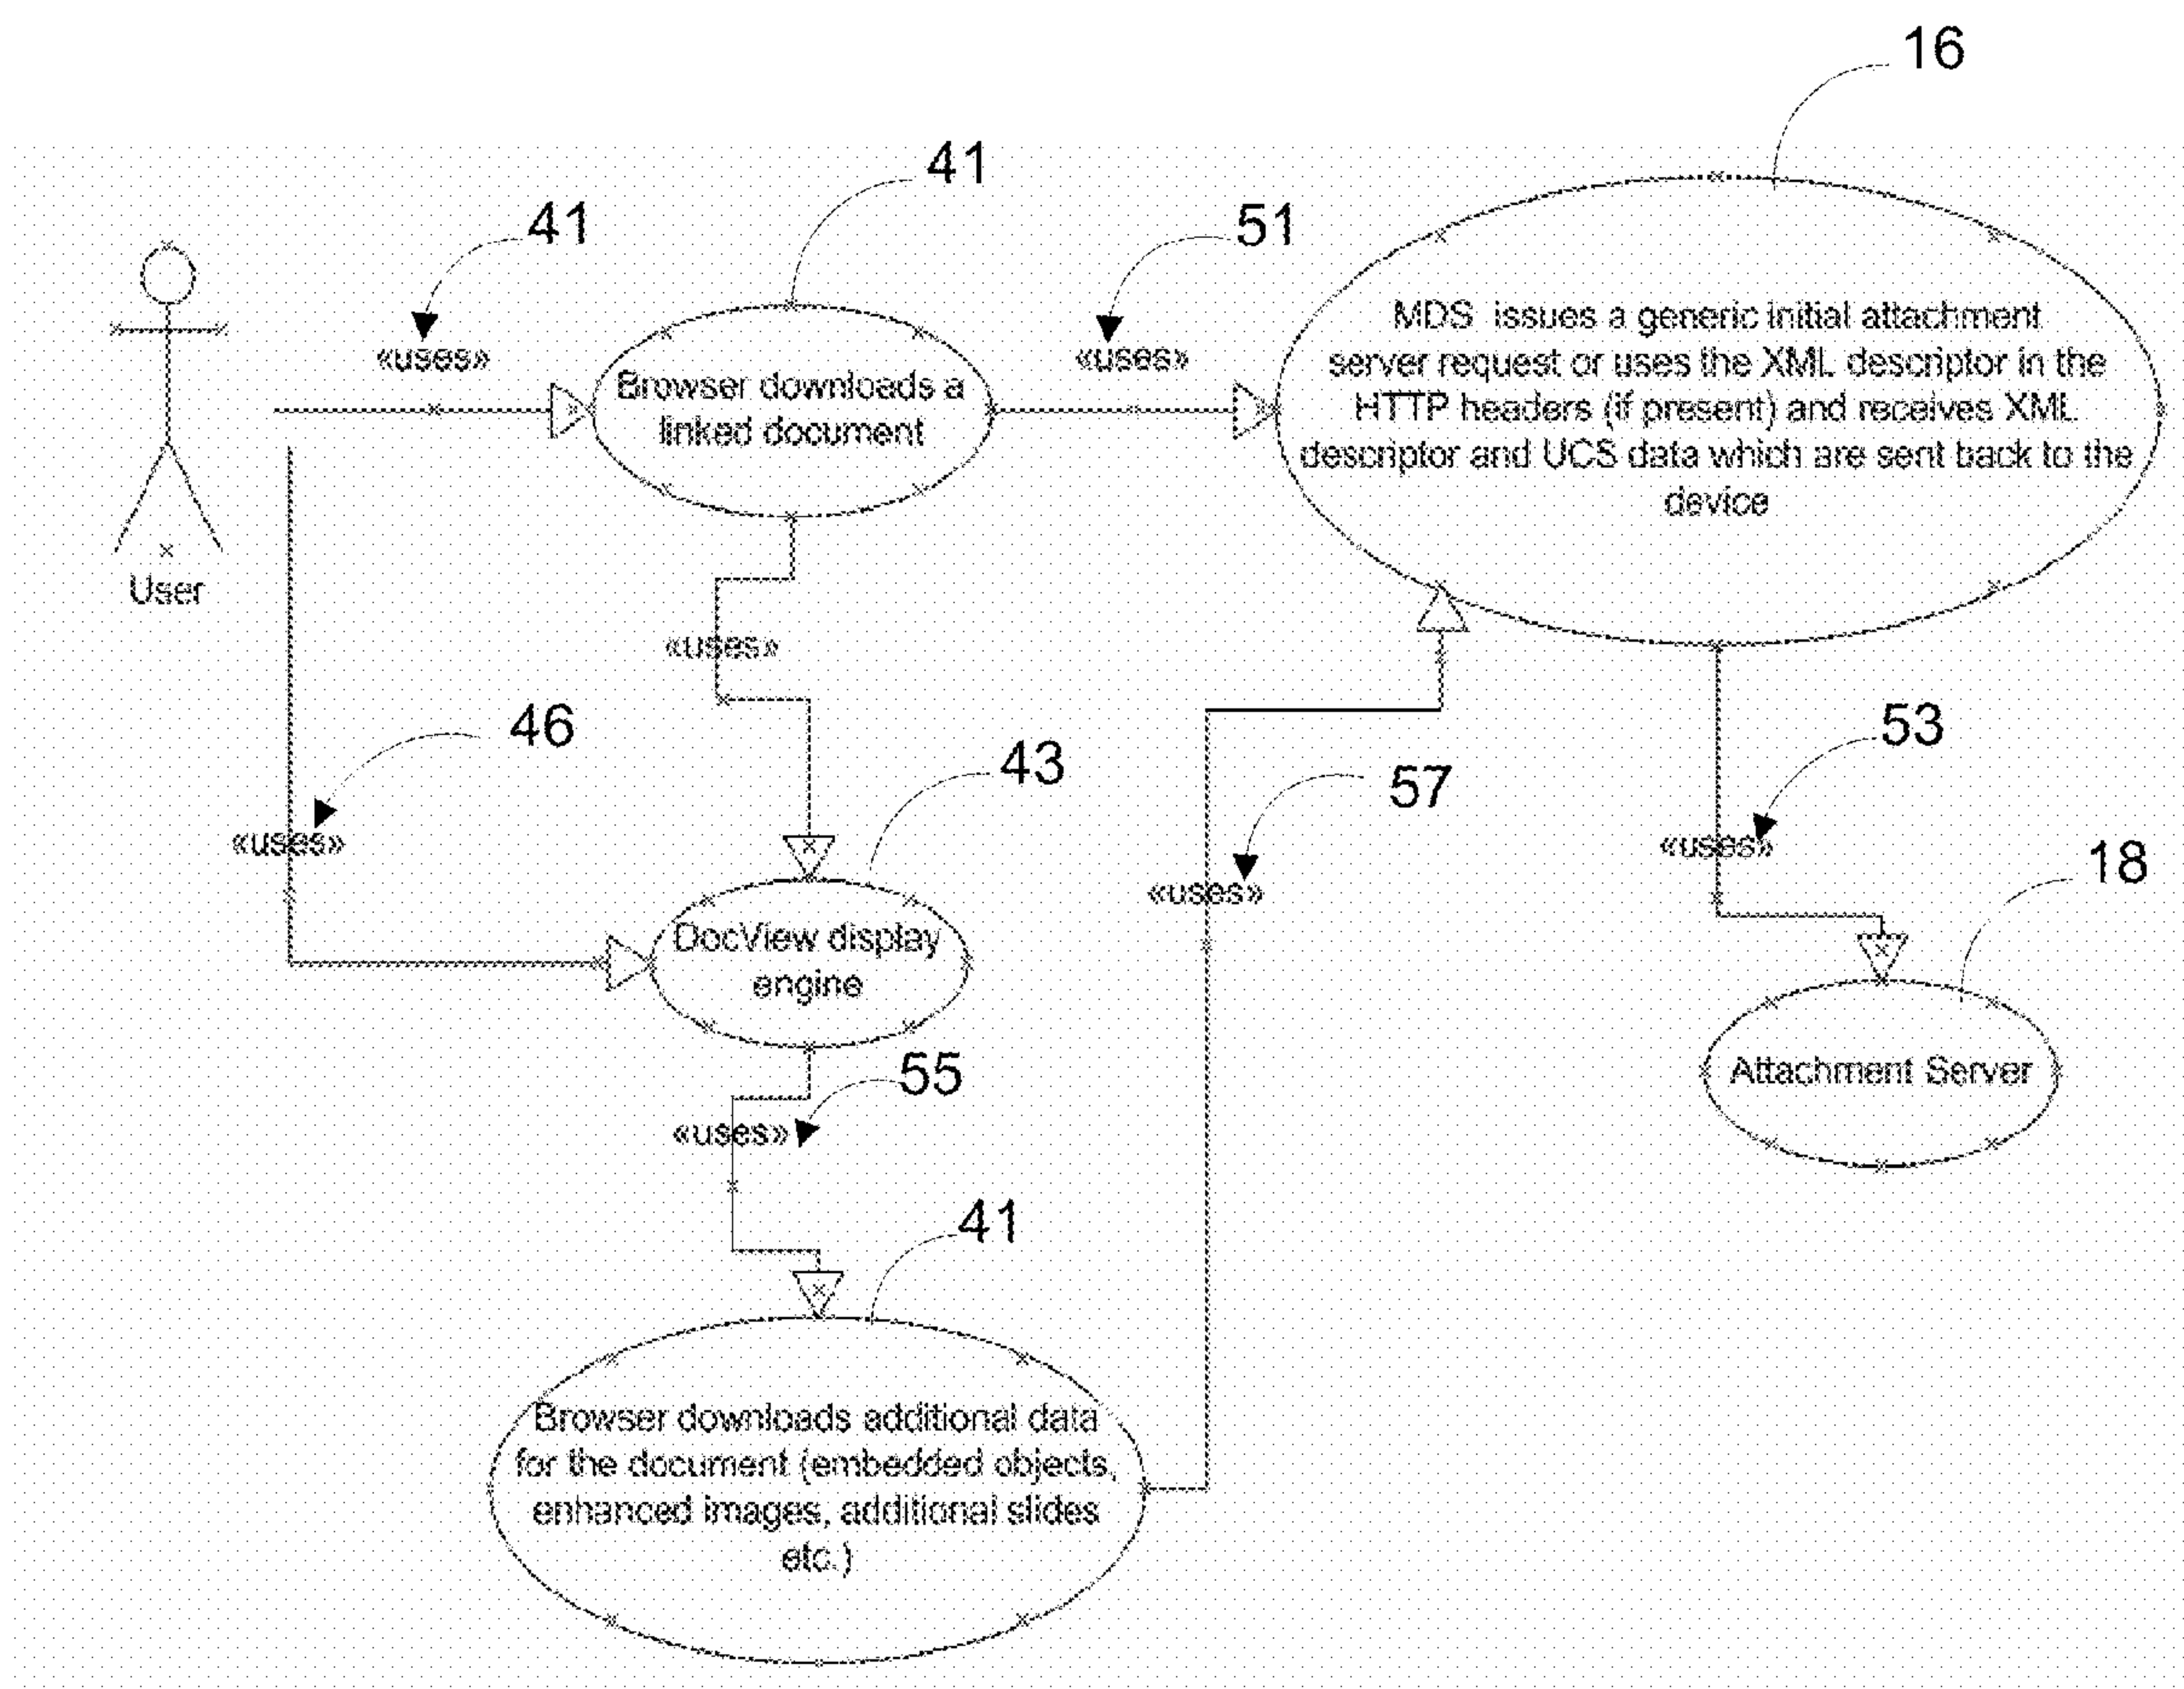 16
41
41
51
«uses»
«uses»
Browser downloads a
linked document
MDS issues a generic initial attachment
server request or uses the XML descriptor in the
HTTP headers (if present) and receives XML
descriptor and UCS data which are sent back to the
device
User
«uses»
46
43
57
53
«uses»
«uses»
«uses»
18
DocView display
engine
Attachment Server
55
«uses»
41
Browser downloads additional data
for the document (embedded objects,
enhanced images, additional slides
etc.)